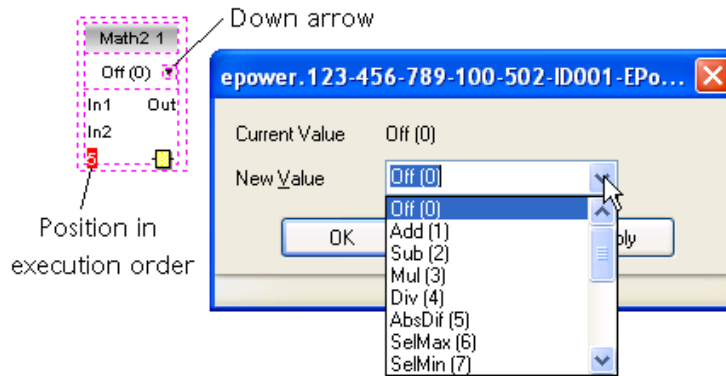 Down arrow
Math2 1
Off (0)
In1 Out
In2
5
Position in
execution order
epower.123-456-789-100-502-ID001-EPo...
Current Value Off (0)
New Value Off (0)
OK
Off (0)
Add (1)
Sub (2)
Mul (3)
Div (4)
AbsDif (5)
SelMax (6)
SelMin (7)